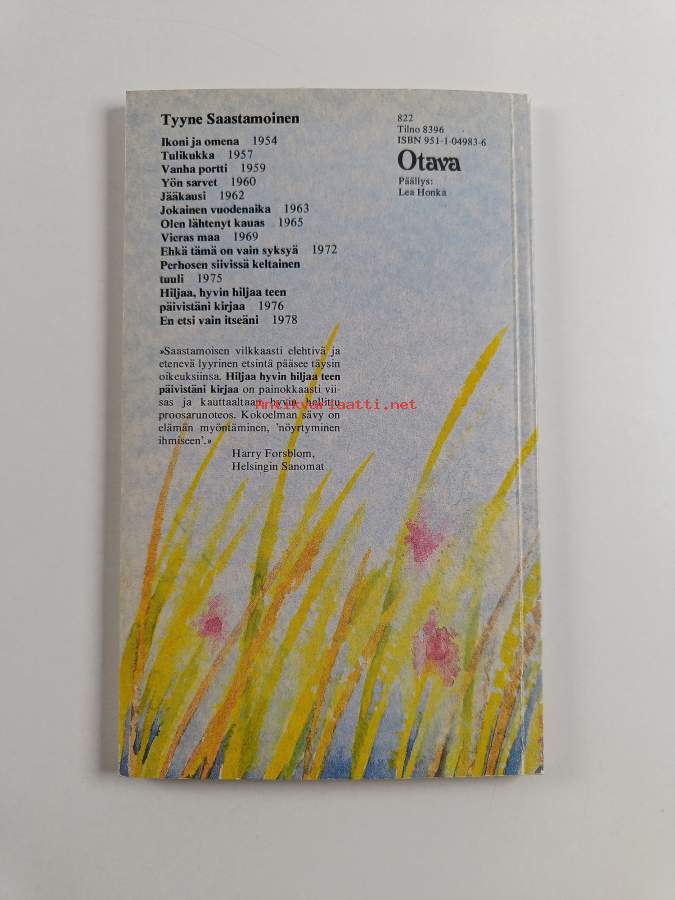 Tyyne Saastamoinen
Ikoni ja omena 1954
Tulikukka 1957
Vanha portti 1959
Yön sarvet 1960
Jääkausi 1962
Jokainen vuodenaika 1963
Olen lähtenyt kauas 1965
Vieras maa 1969
Ehkä tämä on vain syksyä 1972
Perhosen siivissä keltainen
tuuli 1975
Hiljaa, hyvin hiljaa teen
päivistäni kirjaa 1976
En etsi vain itseäni 1978
»Saastamoisen vilkkaasti elehtivä ja
etenevä lyyrinen etsintä pääsee täysin
oikeuksiinsa. Hiljaa hyvin hiljaa teen
päivistäni kirjaa on painokkaasti vii-
sas ja kauttaaltaan hyvin hellittu
proosarunoteos. Kokoelman sävy on
elämän myöntäminen, 'nöyrtyminen
ihmiseen'.»
Harry Forsblom,
Helsingin Sanomat
822
Tilno 8396
ISBN 951-1-04983-6
Otava
Päällys:
Lea Honka
Antikvariaatti.net